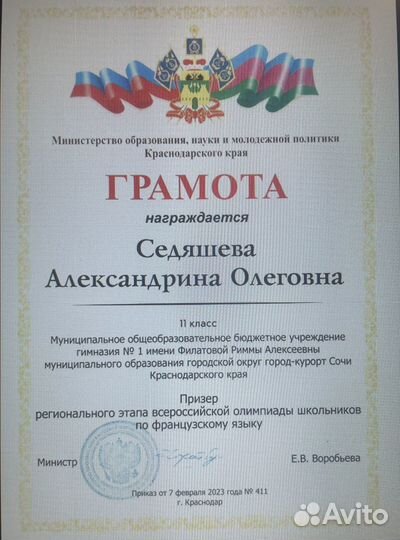 Министерство образования, науки и молодежной политики
Краснодарского края
ГРАМОТА
награждается
Седяшева
Александрина Олеговна
11 класс
Муниципальное общеобразовательное бюджетное учреждение
гимназия № 1 имени Филатовой Риммы Алексеевны
муниципального образования городской округ город-курорт Сочи
Краснодарского края
Призер
регионального этапа всероссийской олимпиады школьников
по французскому языку
Министр Е.В. Воробьева
Приказ от 7 февраля 2023 года № 411
г. Краснодар
Avito